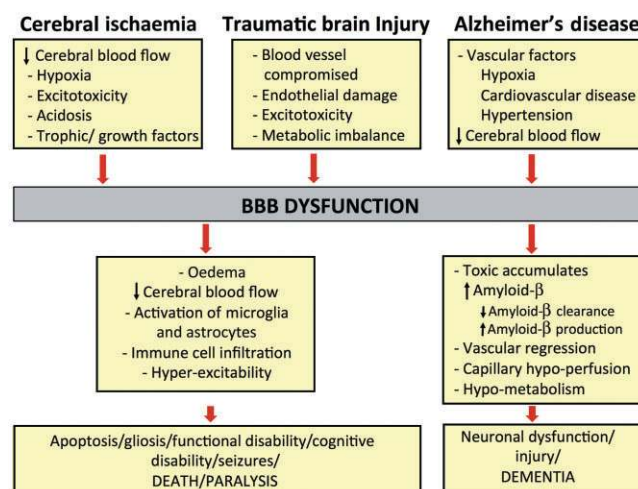 Cerebral ischaemia
↓ Cerebral blood flow
- Hypoxia
- Excitotoxicity
- Acidosis
- Trophic/ growth factors
Traumatic brain Injury
- Blood vessel
compromised
- Endothelial damage
- Excitotoxicity
- Metabolic imbalance
Alzheimer's disease
- Vascular factors
Hypoxia
Cardiovascular disease
Hypertension
↓ Cerebral blood flow
BBB DYSFUNCTION
- Oedema
↓ Cerebral blood flow
- Activation of microglia
and astrocytes
- Immune cell infiltration
- Hyper-excitability
- Toxic accumulates
↑ Amyloid-β
↓ Amyloid-β clearance
↑ Amyloid-β production
- Vascular regression
- Capillary hypo-perfusion
- Hypo-metabolism
Apoptosis/gliosis/functional disability/cognitive
disability/seizures/
DEATH/PARALYSIS
Neuronal dysfunction/
injury/
DEMENTIA